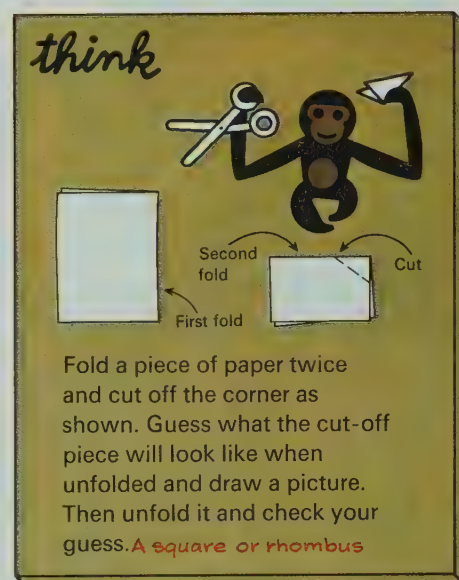 think
Second
fold
Cut
First fold
Fold a piece of paper twice
and cut off the corner as
shown. Guess what the cut-off
piece will look like when
unfolded and draw a picture.
Then unfold it and check your
guess. A square or rhombus